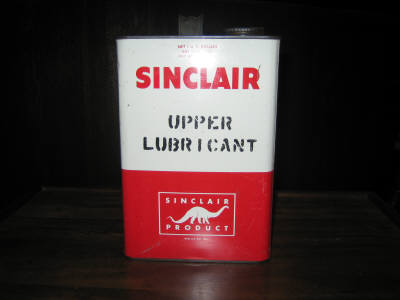 SINCLAIR
UPPER
LUBRICANT
SINCLAIR
PRODUCT